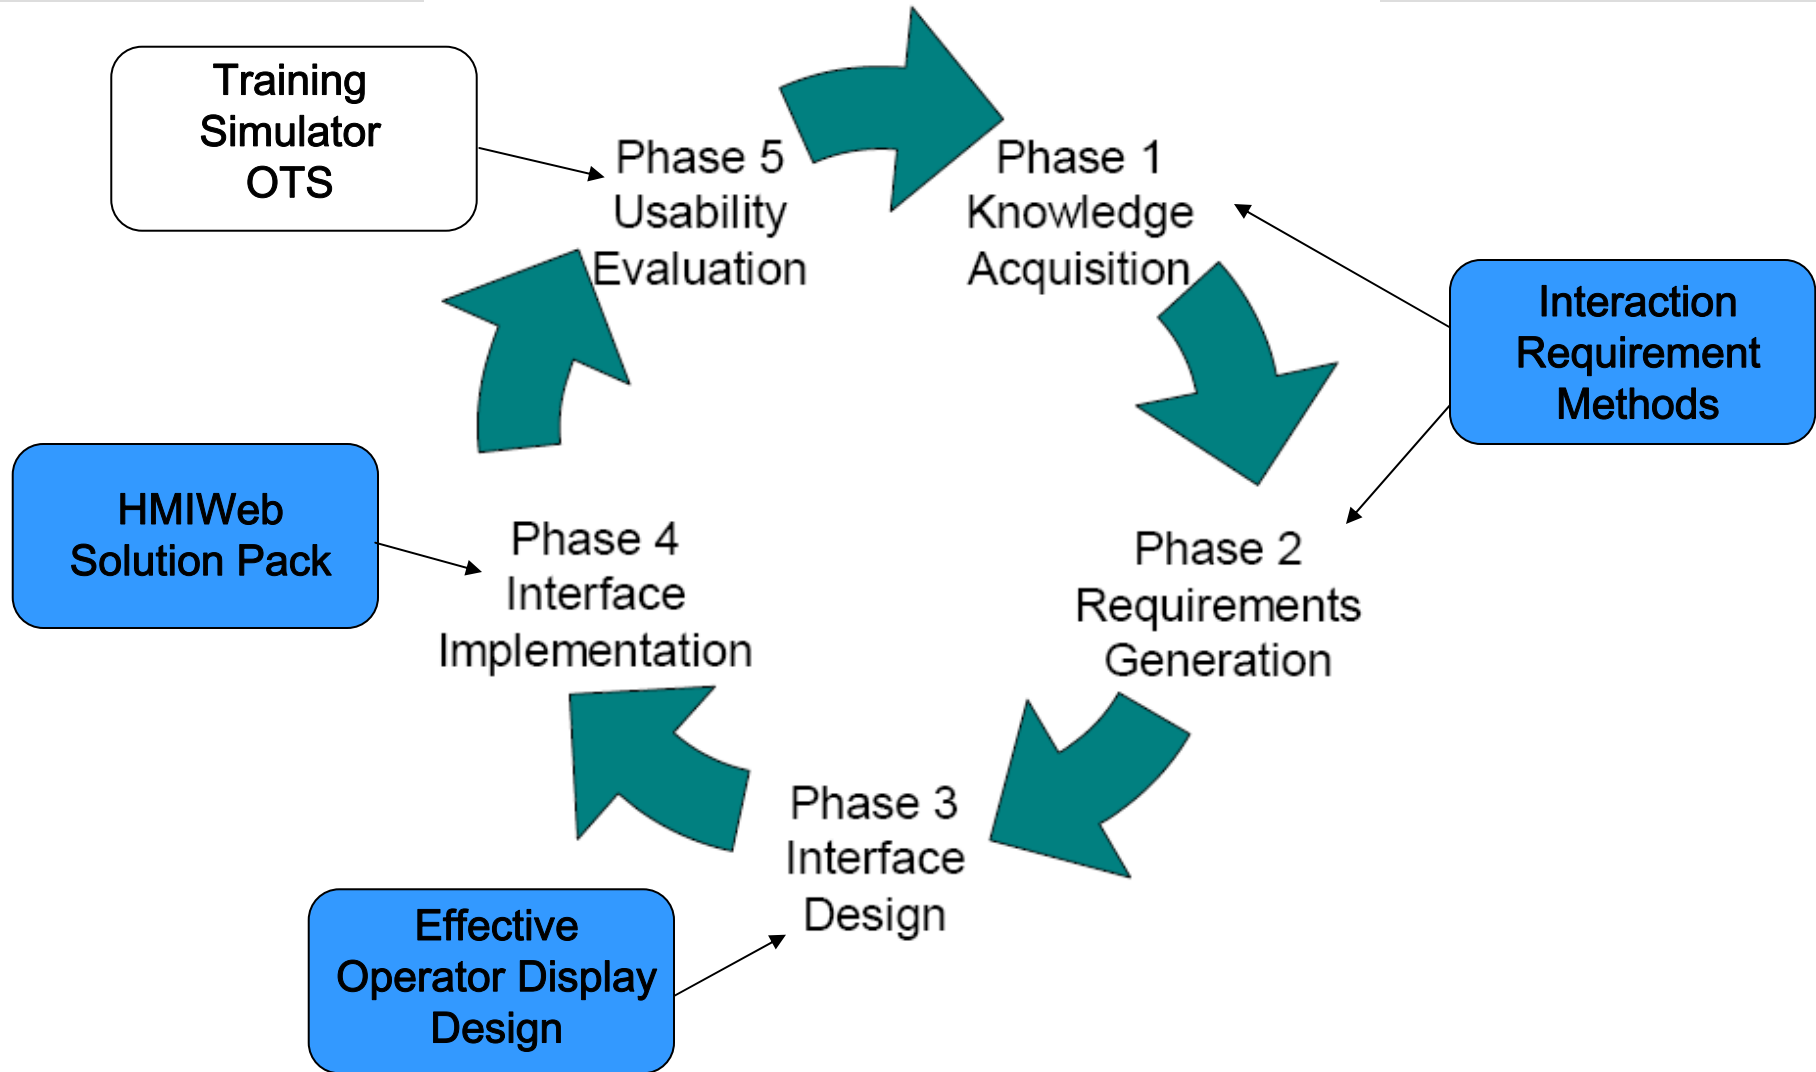 Training
Simulator
OTS
Phase 5
Usability
Evaluation
Phase 1
Knowledge
Acquisition
Interaction
Requirement
Methods
HMIWeb
Solution Pack
Phase 4
Interface
Implementation
Phase 2
Requirements
Generation
Phase 3
Interface
Design
Effective
Operator Display
Design